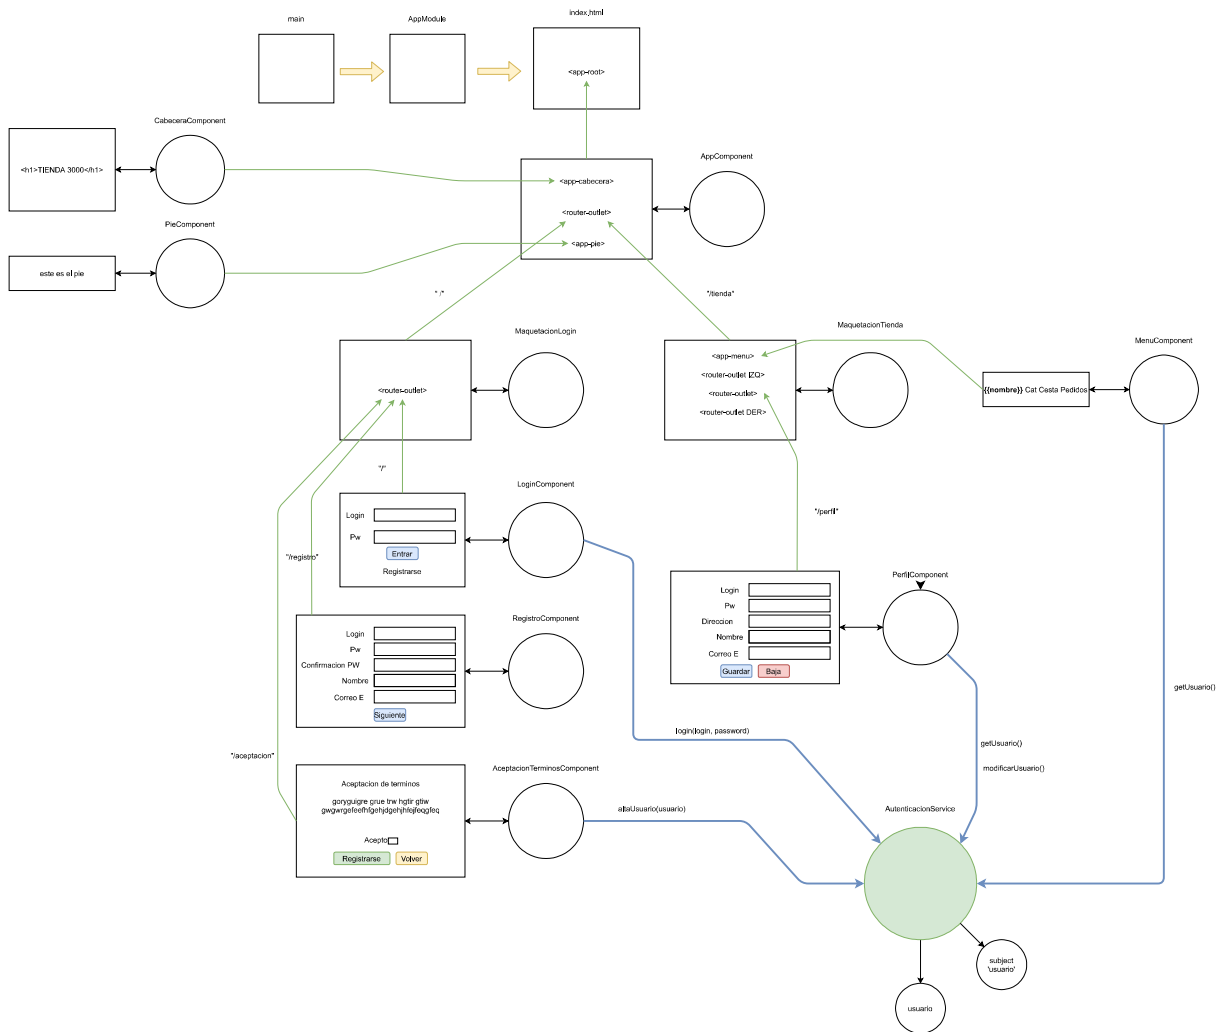 main
AppModule
index.html
<app-root>
CabeceraComponent
<h1>TIENDA 3000</h1>
AppComponent
<app-cabecera>
<router-outlet>
<app-pie>
PieComponent
este es el pie
" /"
"/tienda"
MaquetacionLogin
<router-outlet>
MaquetacionTienda
<app-menu>
<router-outlet IZQ>
<router-outlet>
<router-outlet DER>
MenuComponent
{{nombre}} Cat Cesta Pedidos
"/"
LoginComponent
Login
Pw
Entrar
Registrarse
"/registro"
"/perfil"
PerfilComponent
Login
Pw
Direccion
Nombre
Correo E
Guardar
Baja
RegistroComponent
Login
Pw
Confirmacion PW
Nombre
Correo E
Siguiente
getUsuario()
login(login, password)
getUsuario()
modificarUsuario()
"/aceptacion"
AceptacionTerminosComponent
Aceptacion de terminos
goryguigre grue trw hgtir gtiw
gwgwrgefeefhfgehjdgehjhfejfeqgfeq
Acepto
Registrarse
Volver
altaUsuario(usuario)
AutenticacionService
subject
'usuario'
usuario